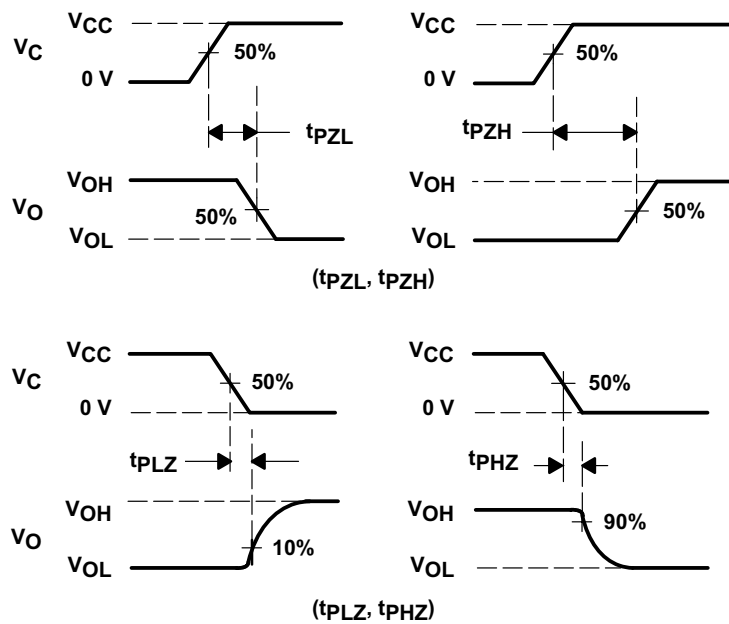 VCC VCC
VC 50% 50%
0 V 0 V
tPZL tPZH
VOH VOH
VO 50% 50%
VOL VOL
(tPZL, tPZH)
VCC VCC
VC 50% 50%
0 V 0 V
tPLZ tPHZ
VOH VOH 90%
VO 10%
VOL VOL
(tPLZ, tPHZ)